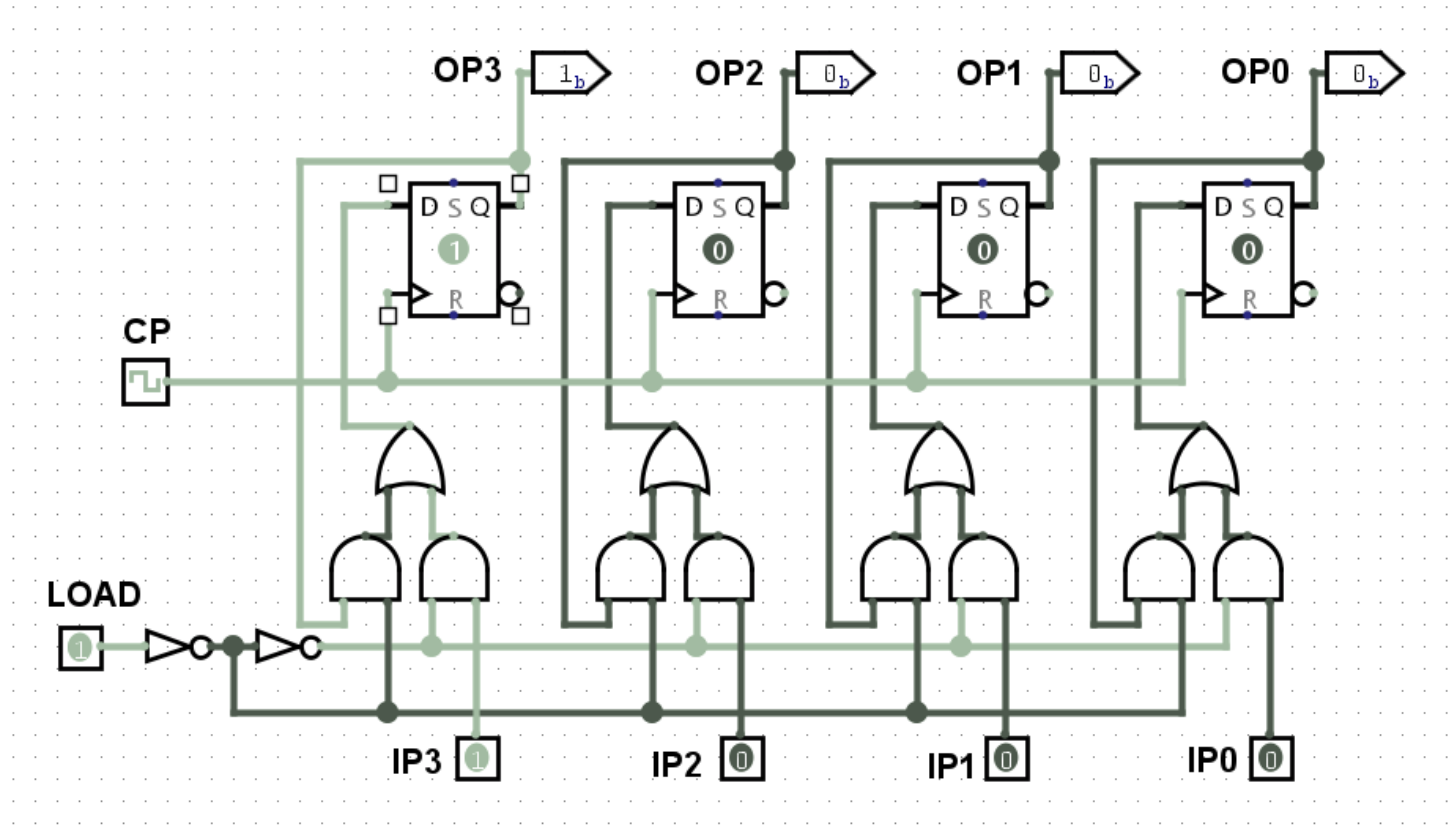 OP3 1b OP2 0b OP1 0b OP0 0b
D S Q D S Q D S Q D S Q
1 0 0 0
R R R R
CP
LOAD
1
IP3 1 IP2 0 IP1 0 IP0 0